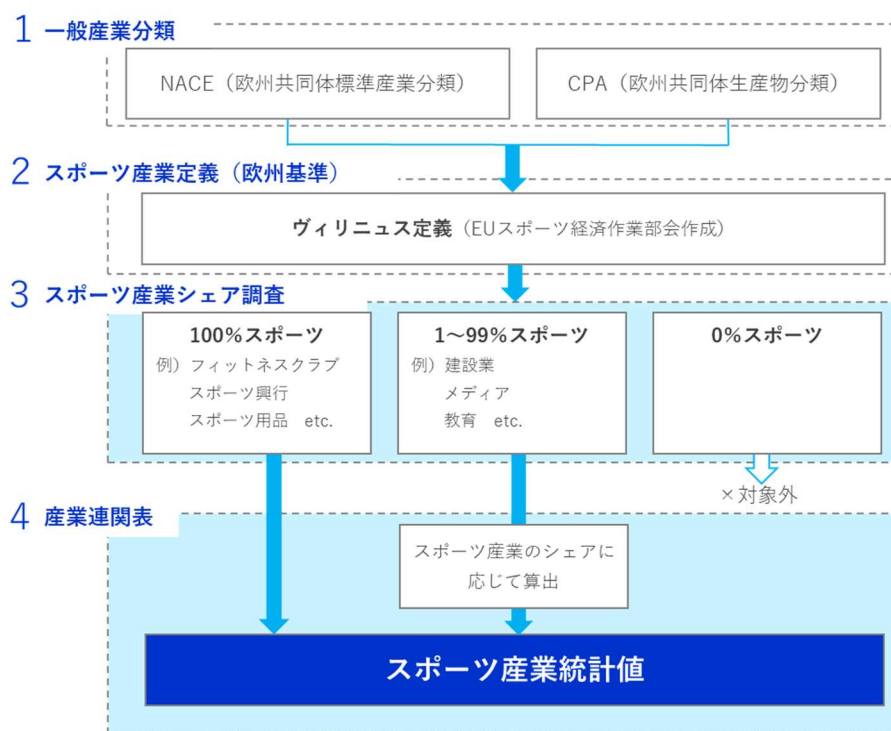 1 一般産業分類
NACE（欧州共同体標準産業分類）
CPA（欧州共同体生産物分類）
2 スポーツ産業定義（欧州基準）
ヴィリニュス定義（EUスポーツ経済作業部会作成）
3 スポーツ産業シェア調査
100%スポーツ
例）フィットネスクラブ
スポーツ興行
スポーツ用品 etc.
1～99%スポーツ
例）建設業
メディア
教育 etc.
0%スポーツ
×対象外
4 産業連関表
スポーツ産業のシェアに
応じて算出
スポーツ産業統計値